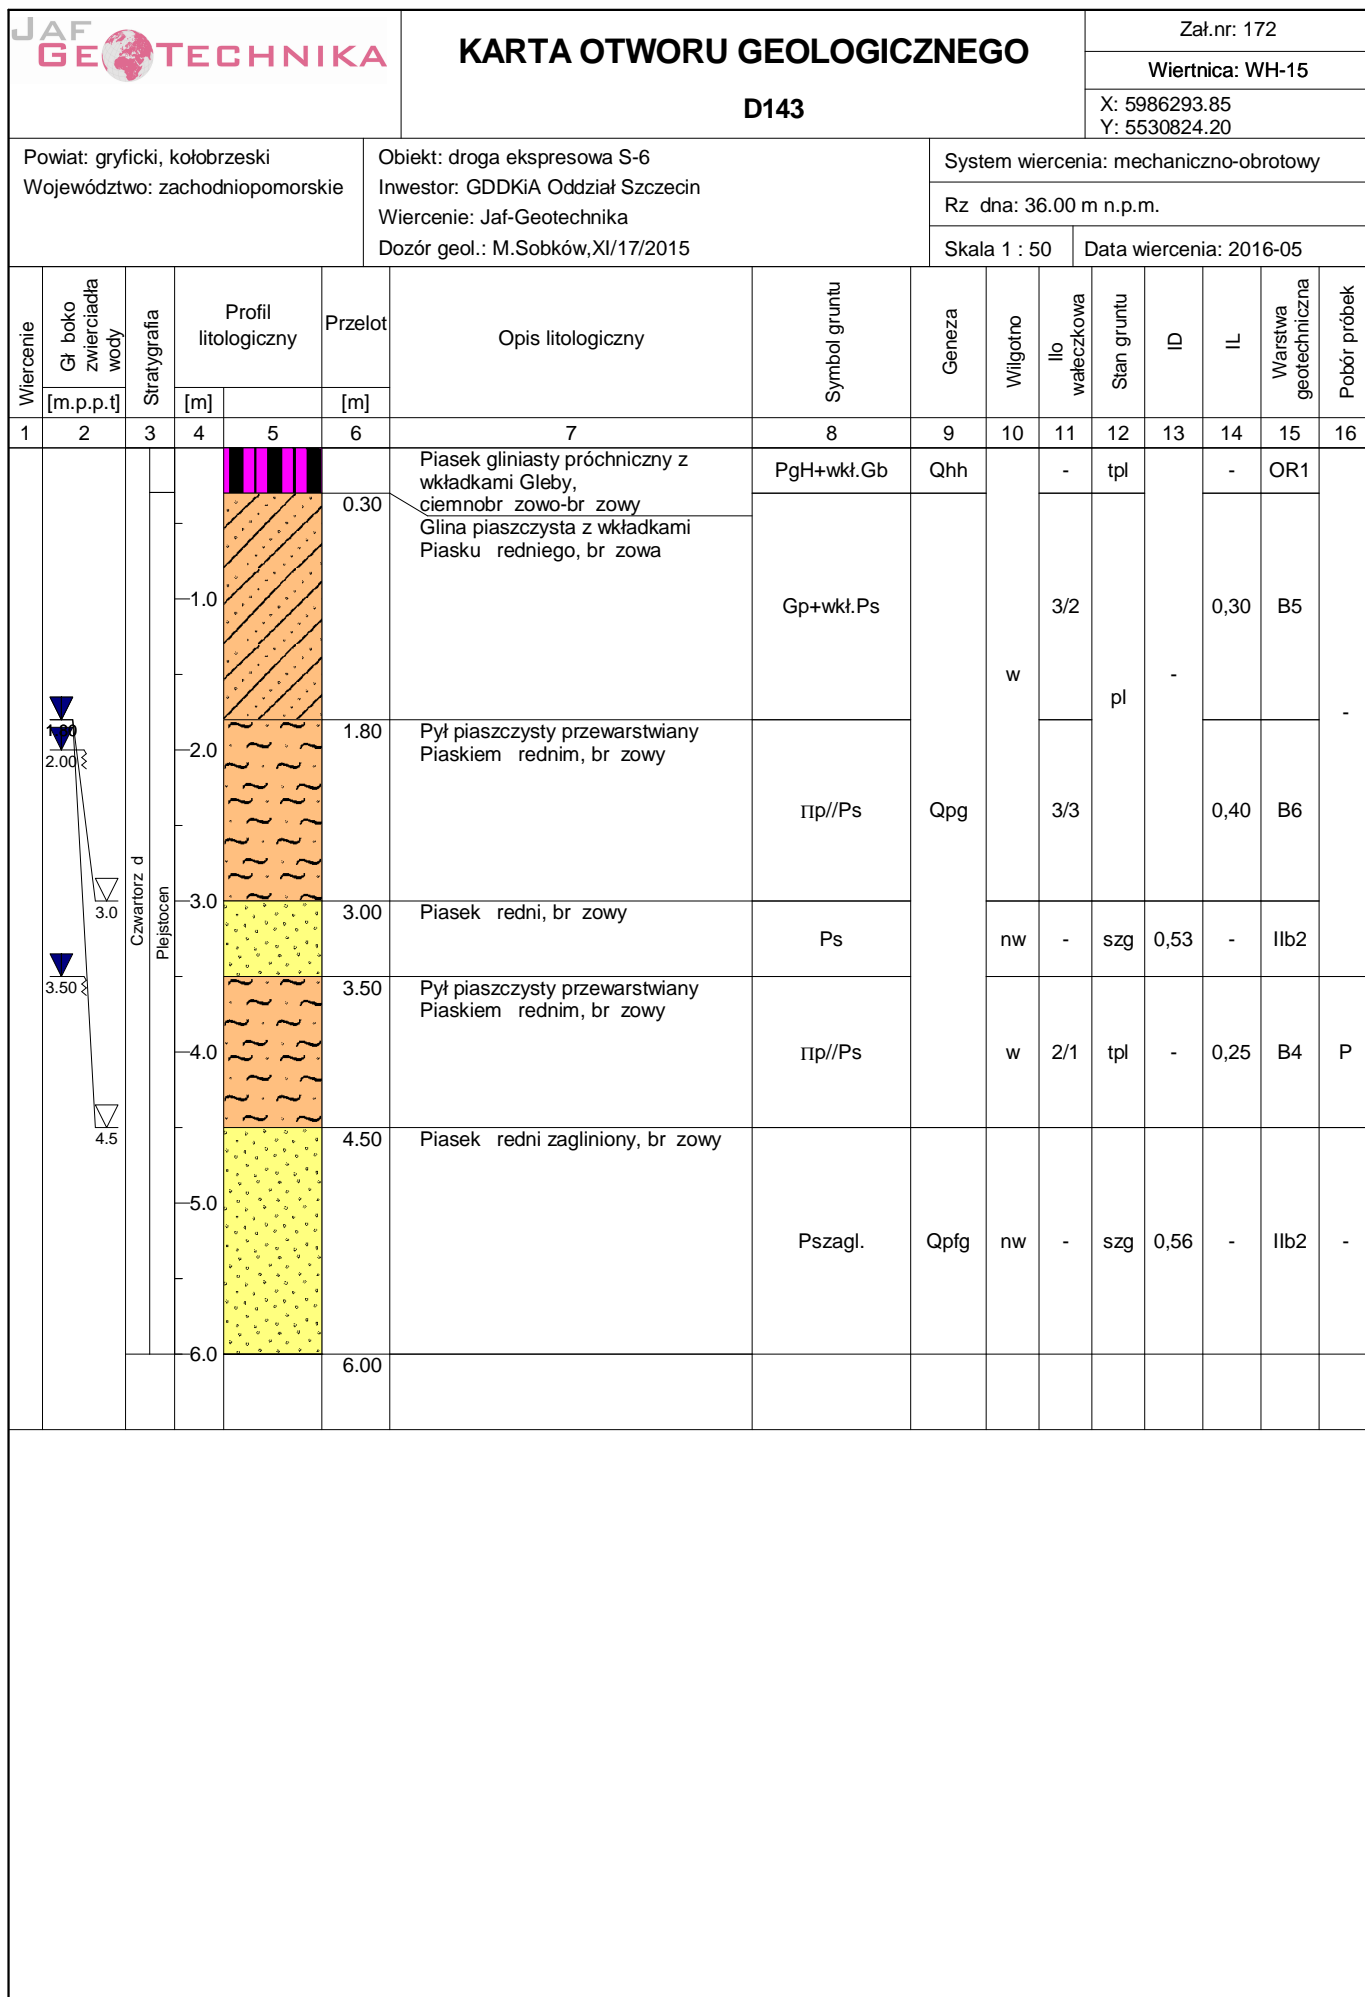 JAF
GEOTECHNIKA
KARTA OTWORU GEOLOGICZNEGO
D143
Zał.nr: 172
Wiertnica: WH-15
X: 5986293.85
Y: 5530824.20
Powiat: gryficki, kołobrzeski
Województwo: zachodniopomorskie
Obiekt: droga ekspresowa S-6
Inwestor: GDDKiA Oddział Szczecin
Wiercenie: Jaf-Geotechnika
Dozór geol.: M.Sobków,XI/17/2015
System wiercenia: mechaniczno-obrotowy
Rz dna: 36.00 m n.p.m.
Skala 1 : 50
Data wiercenia: 2016-05
Wiercenie
Gł boko
zwierciadła
wody
[m.p.p.t]
Stratygrafia
Profil
litologiczny
[m]
Przelot
[m]
Opis litologiczny
Symbol gruntu
Geneza
Wilgotno
Ilo
wałeczkowa
Stan gruntu
ID
IL
Warstwa
geotechniczna
Pobór próbek
1 2 3 4 5 6 7 8 9 10 11 12 13 14 15 16
Piasek gliniasty próchniczny z
wkładkami Gleby,
ciemnobr zowo-br zowy
PgH+wkł.Gb Qhh - tpl - OR1
0.30
Glina piaszczysta z wkładkami
Piasku redniego, br zowa
1.0
Gp+wkł.Ps 3/2 0,30 B5
w
pl
-
-
1.80
1.80
Pył piaszczysty przewarstwiany
Piaskiem rednim, br zowy
2.00
2.0
Πp//Ps Qpg 3/3 0,40 B6
Czwartorz d
Plejstocen
3.0
3.0
3.00
Piasek redni, br zowy
Ps nw - szg 0,53 - IIb2
3.50
3.50
Pył piaszczysty przewarstwiany
Piaskiem rednim, br zowy
4.0
Πp//Ps w 2/1 tpl - 0,25 B4 P
4.5
4.50
Piasek redni zagliniony, br zowy
5.0
Pszagl. Qpfg nw - szg 0,56 - IIb2 -
6.0
6.00